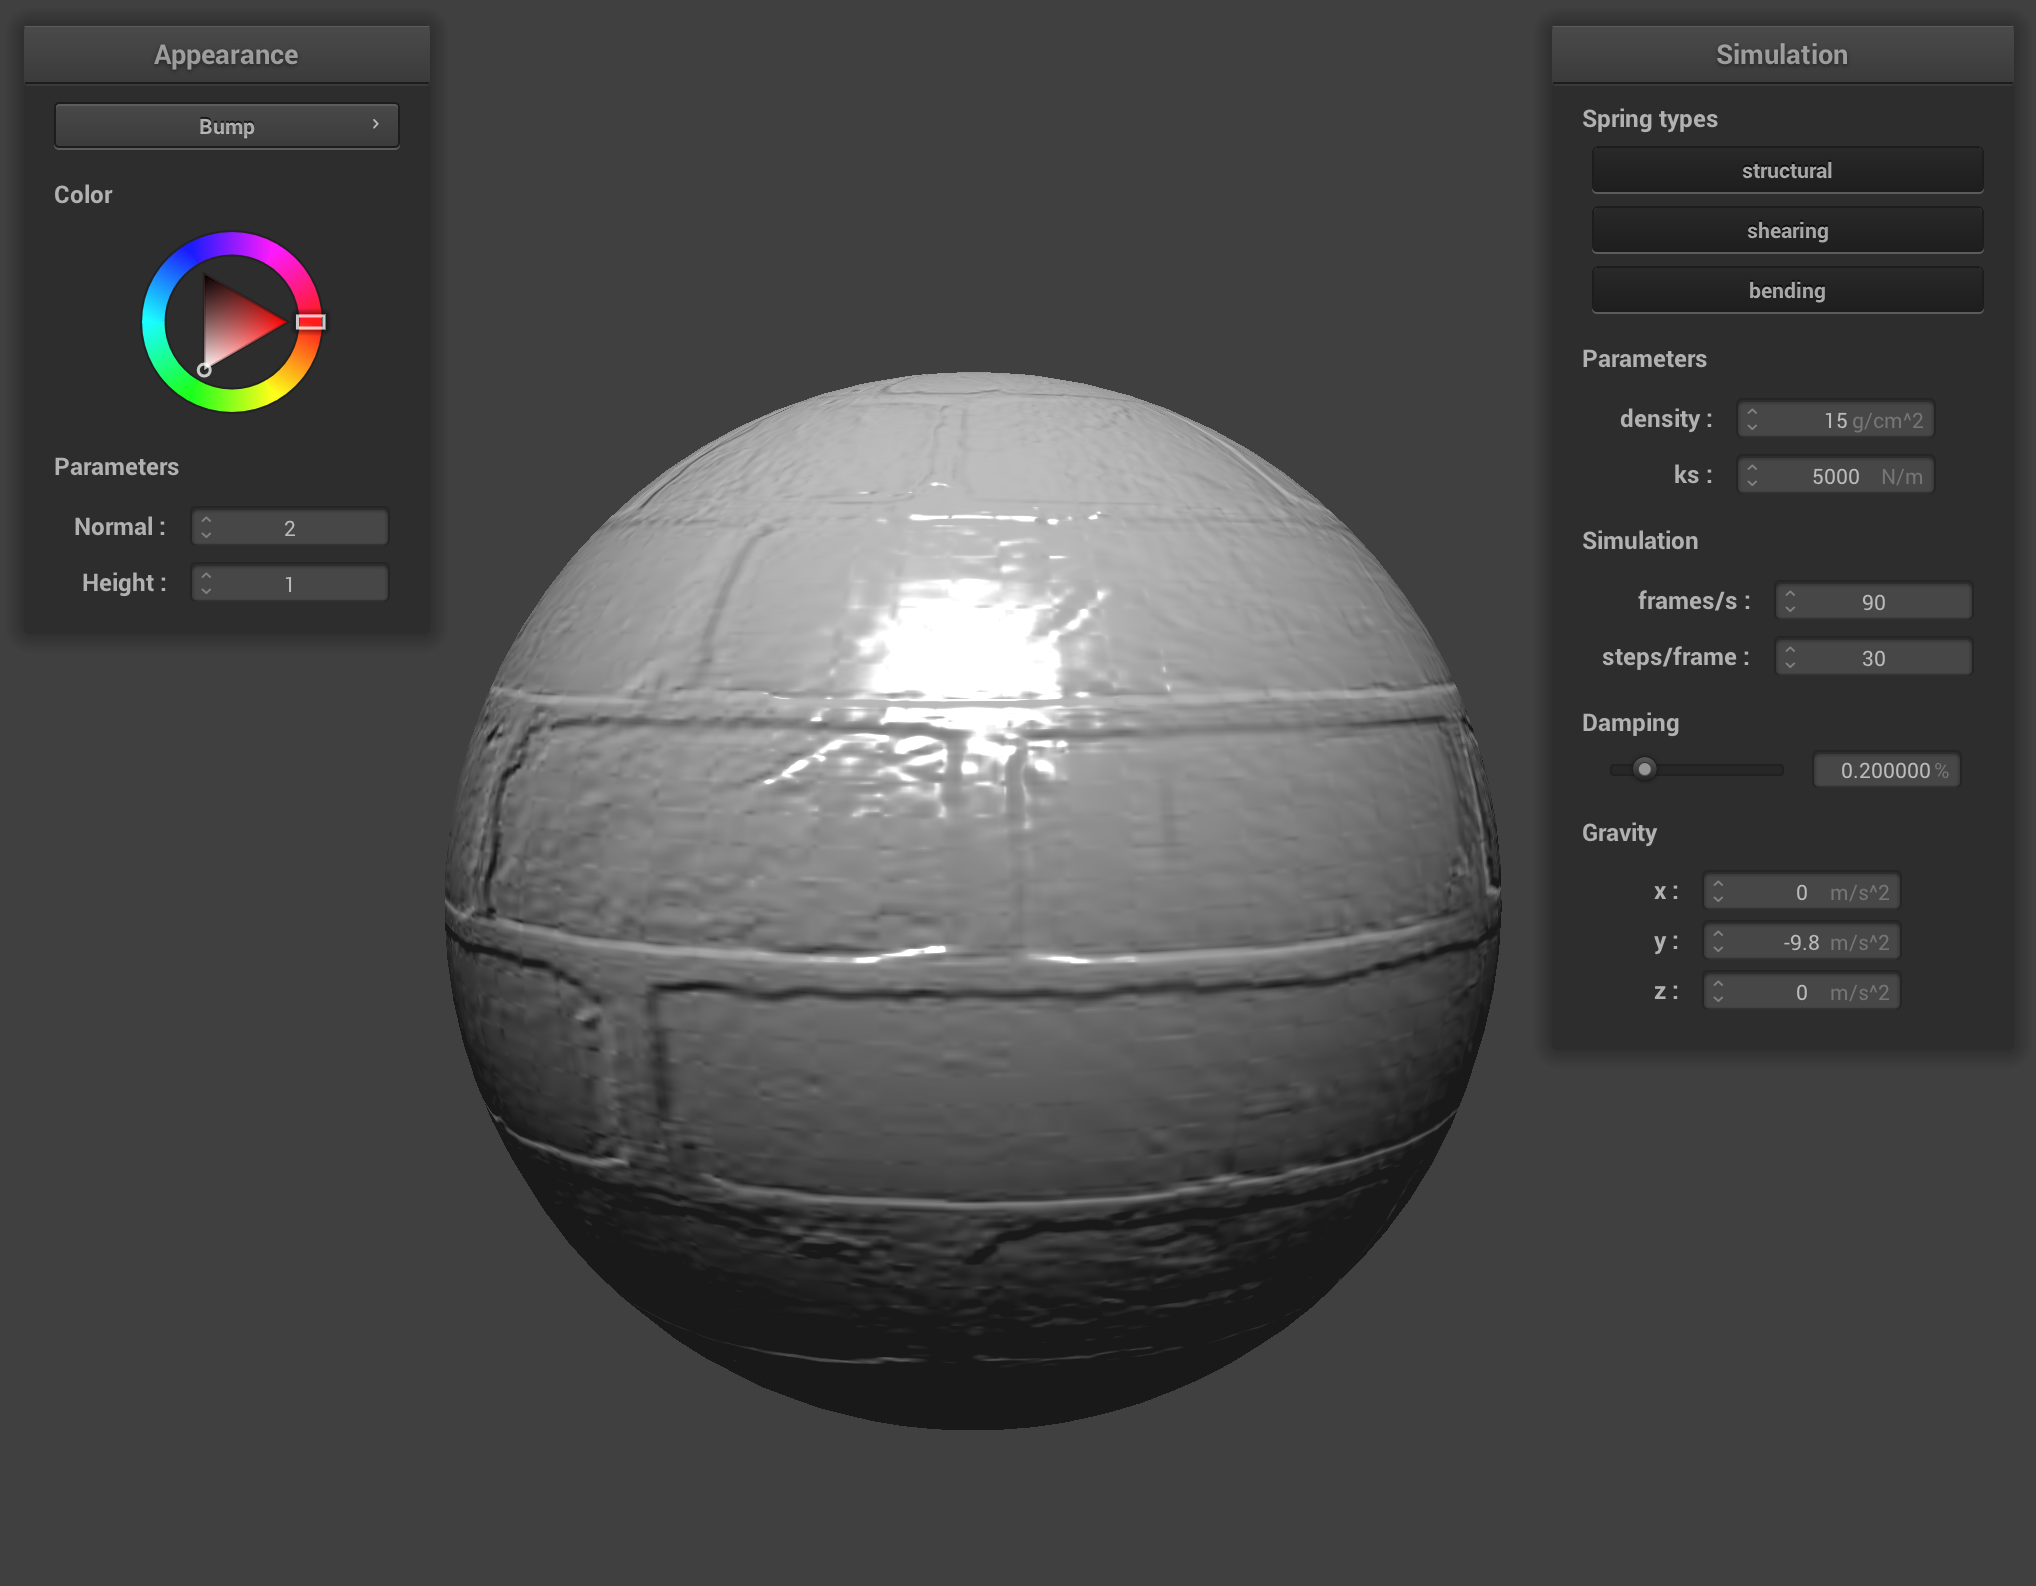 Appearance
Bump
Color
Parameters
Normal : 2
Height : 1
Simulation
Spring types
structural
shearing
bending
Parameters
density : 15 g/cm^2
ks : 5000 N/m
Simulation
frames/s : 90
steps/frame : 30
Damping
0.200000 %
Gravity
x : 0 m/s^2
y : -9.8 m/s^2
z : 0 m/s^2